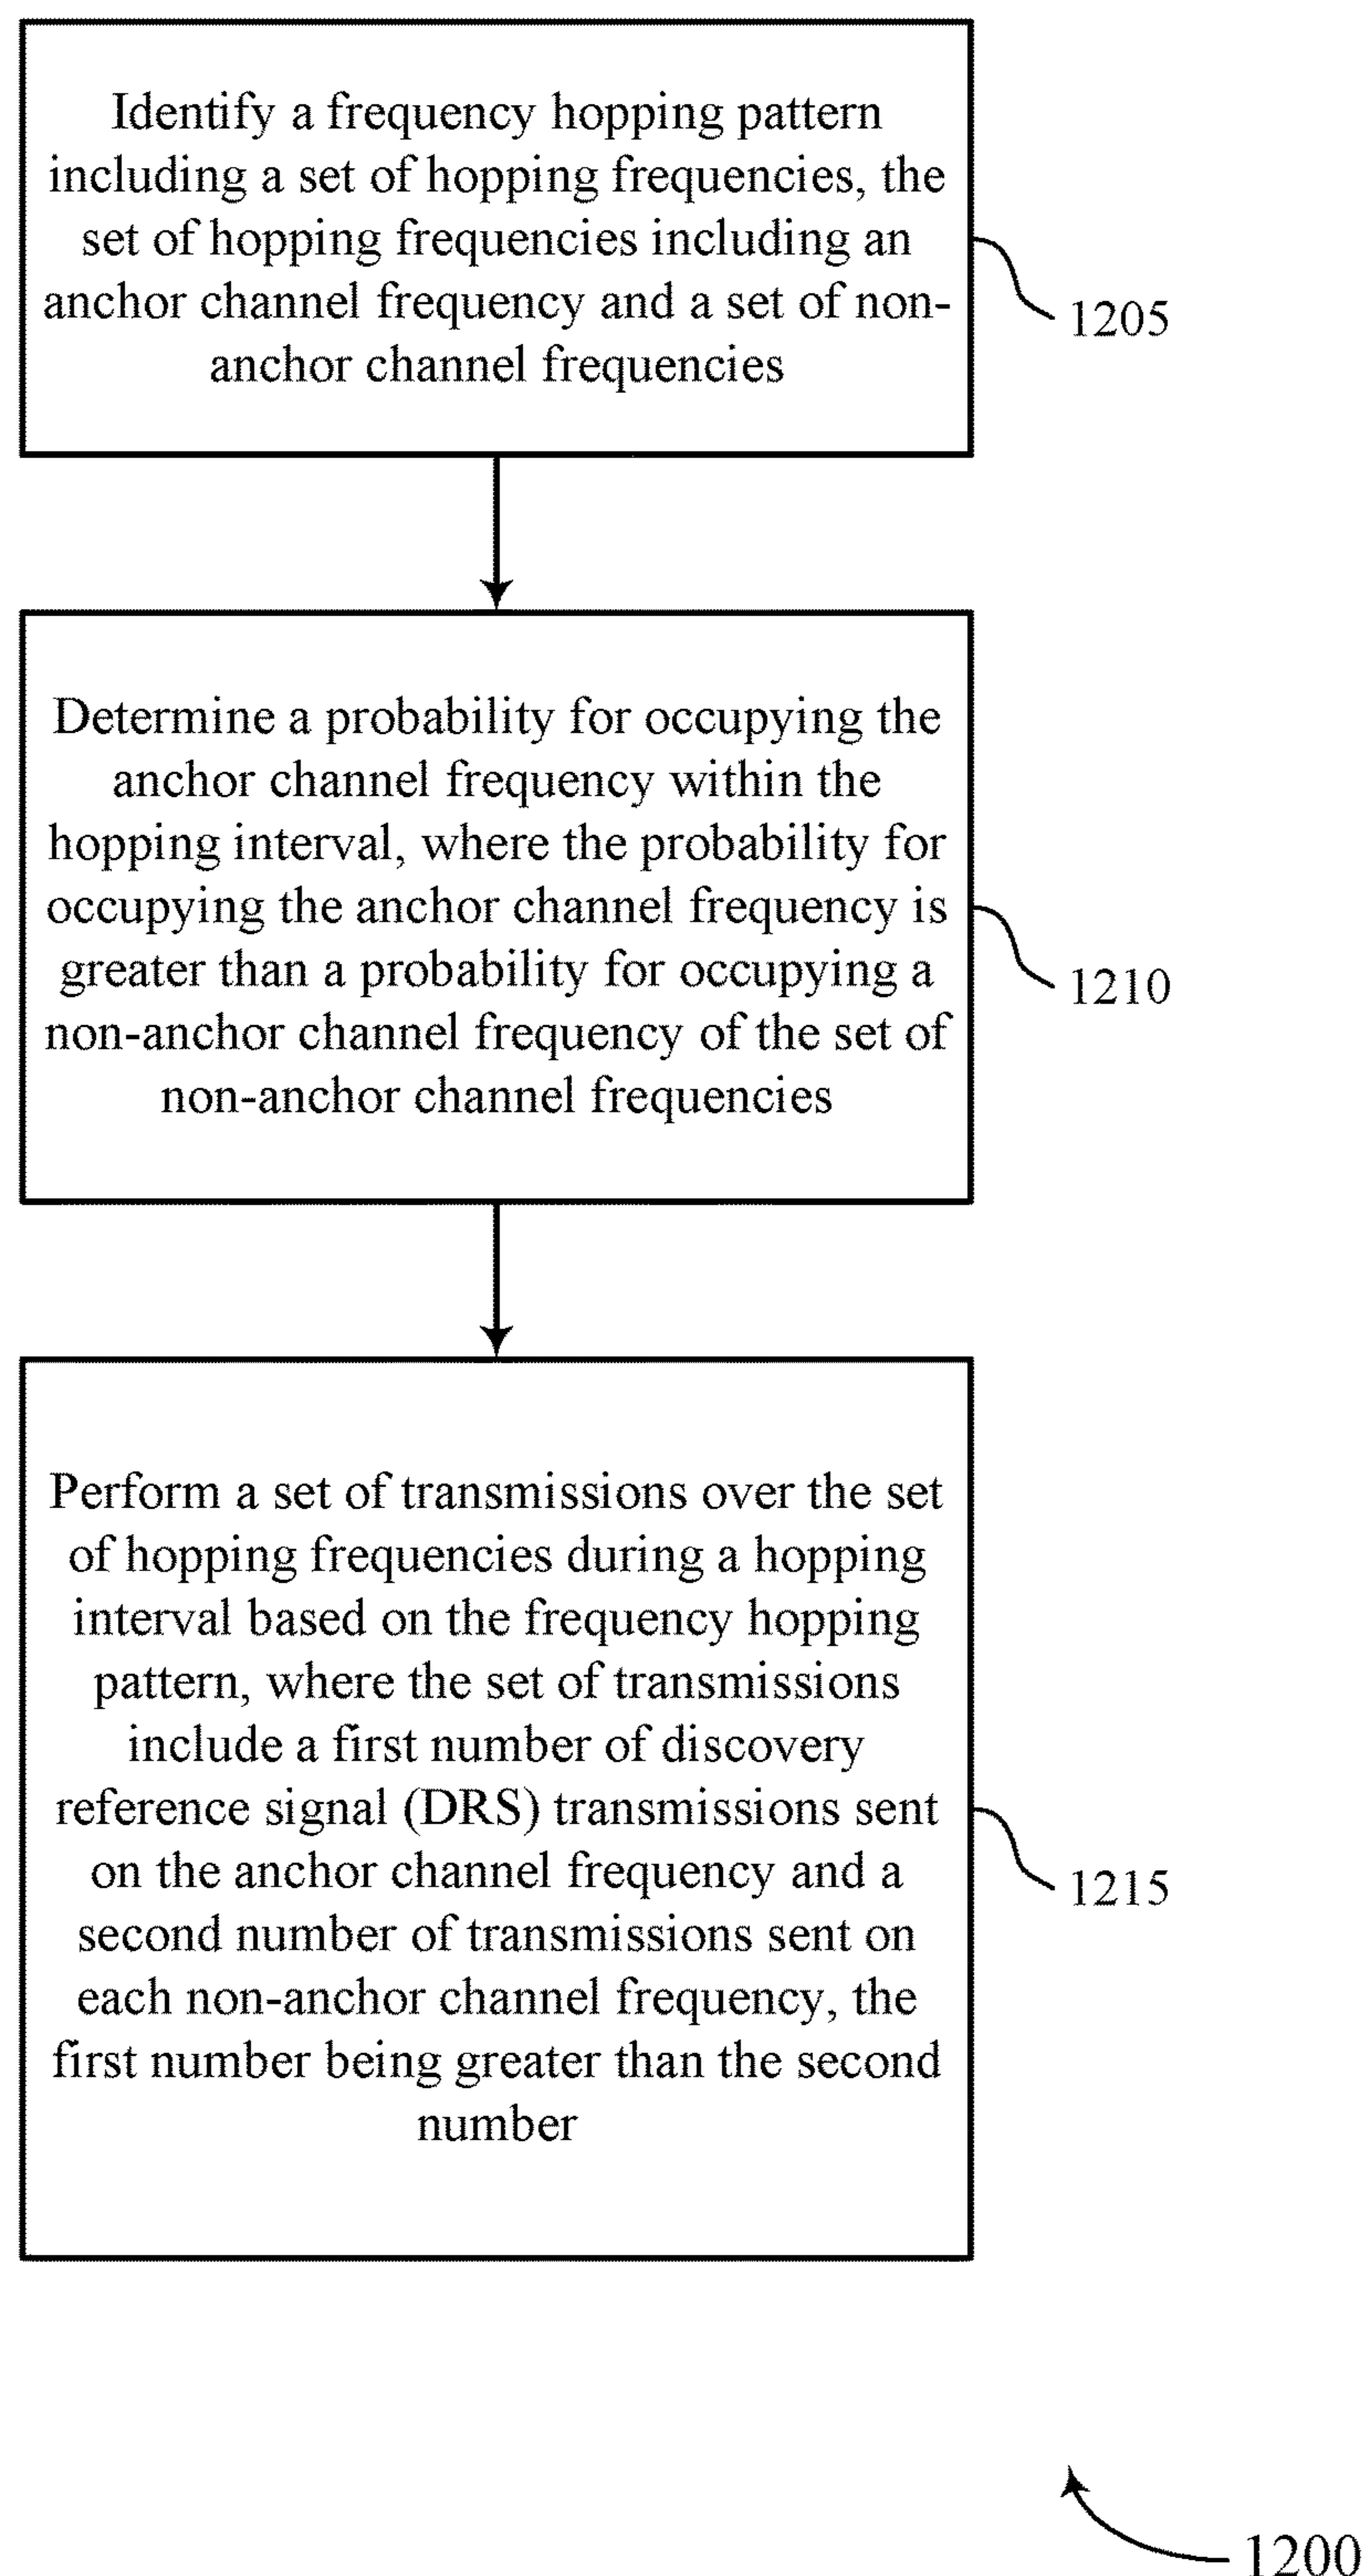 Identify a frequency hopping pattern
including a set of hopping frequencies, the
set of hopping frequencies including an
anchor channel frequency and a set of non-
anchor channel frequencies
1205
Determine a probability for occupying the
anchor channel frequency within the
hopping interval, where the probability for
occupying the anchor channel frequency is
greater than a probability for occupying a
non-anchor channel frequency of the set of
non-anchor channel frequencies
1210
Perform a set of transmissions over the set
of hopping frequencies during a hopping
interval based on the frequency hopping
pattern, where the set of transmissions
include a first number of discovery
reference signal (DRS) transmissions sent
on the anchor channel frequency and a
second number of transmissions sent on
each non-anchor channel frequency, the
first number being greater than the second
number
1215
1200